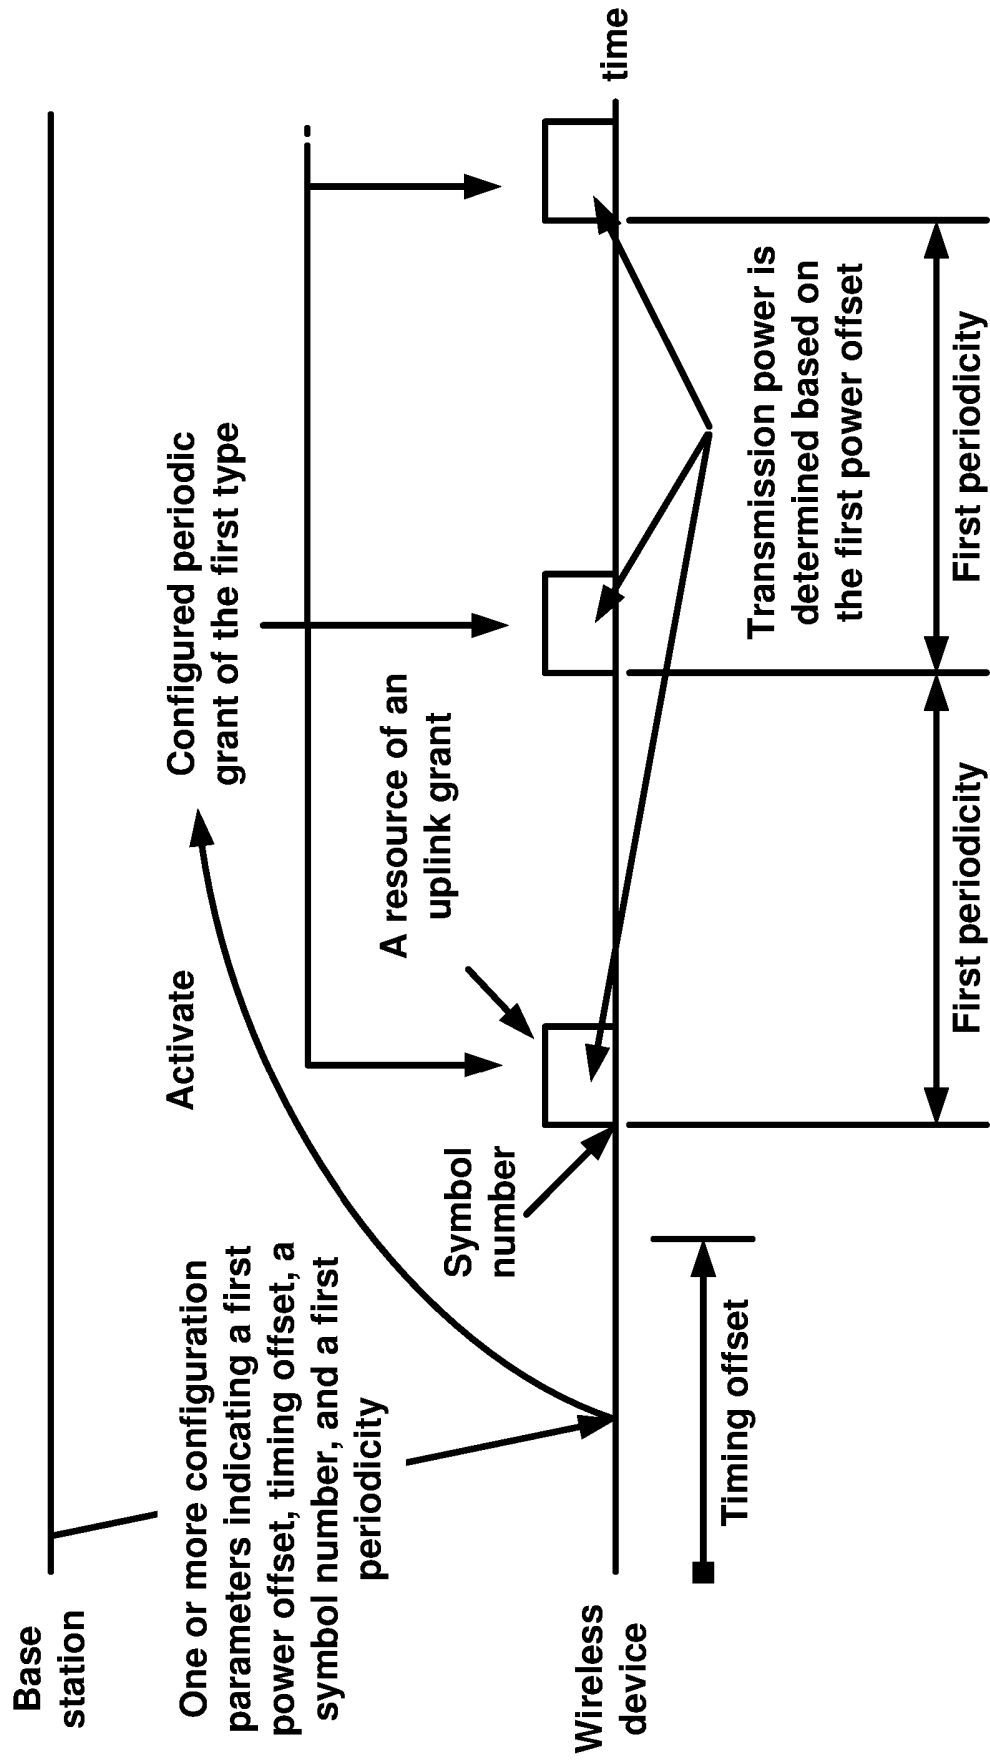 Base
station
One or more configuration
parameters indicating a first
power offset, timing offset, a
symbol number, and a first
periodicity
Activate
Configured periodic
grant of the first type
A resource of an
uplink grant
Symbol
number
Wireless
device
time
Timing offset
Transmission power is
determined based on
the first power offset
First periodicity
First periodicity